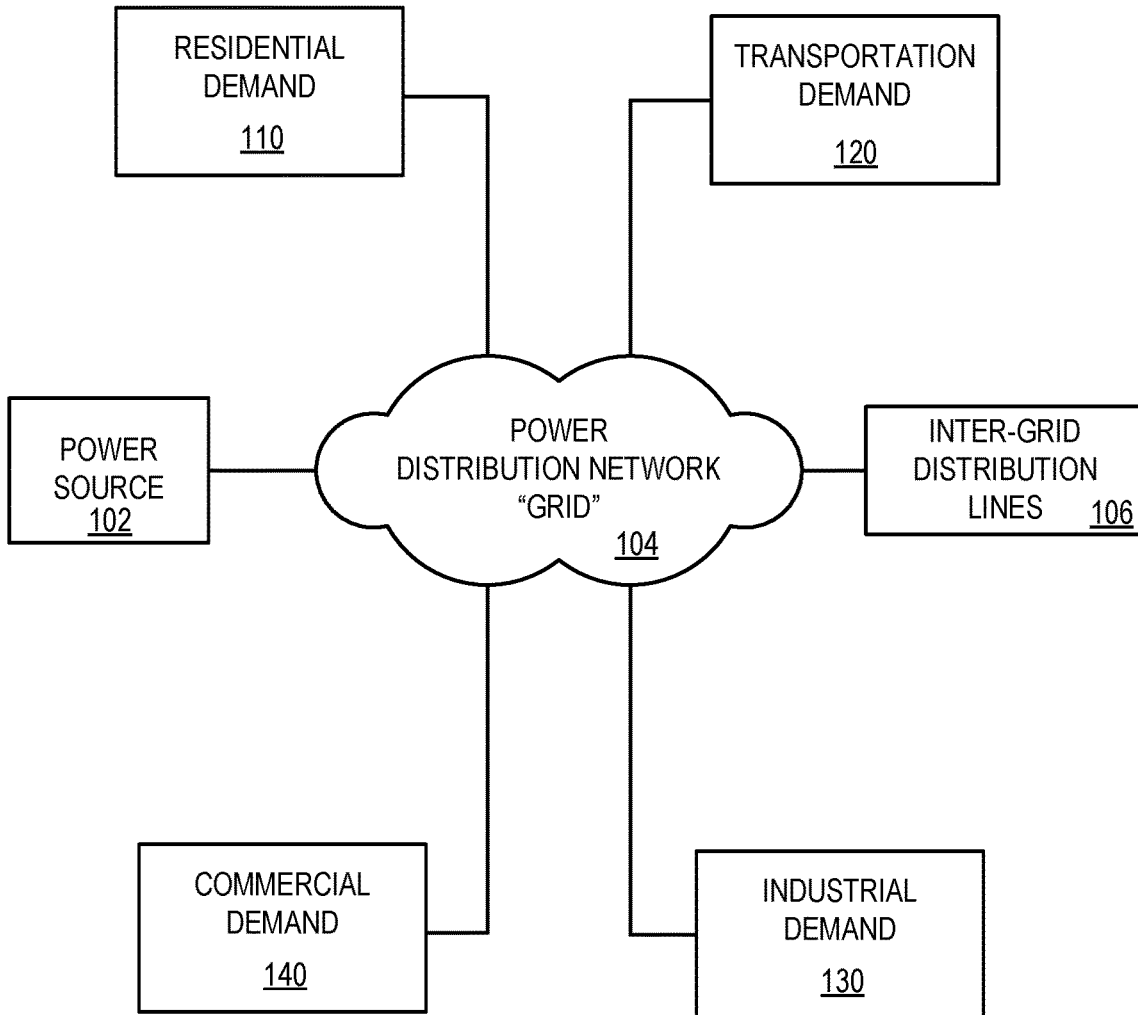 RESIDENTIAL
DEMAND
110
TRANSPORTATION
DEMAND
120
POWER
SOURCE
102
POWER
DISTRIBUTION NETWORK
“GRID”
104
INTER-GRID
DISTRIBUTION
LINES 106
COMMERCIAL
DEMAND
140
INDUSTRIAL
DEMAND
130